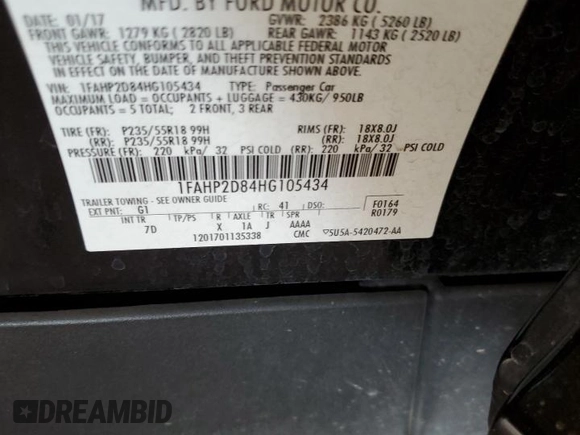 MFD. BY FORD MOTOR CO.
DATE: 01/17 GVWR: 2386 KG ( 5260 LB)
FRONT GAWR: 1279 KG ( 2820 LB) REAR GAWR: 1143 KG ( 2520 LB)
THIS VEHICLE CONFORMS TO ALL APPLICABLE FEDERAL MOTOR
VEHICLE SAFETY, BUMPER, AND THEFT PREVENTION STANDARDS
IN EFFECT ON THE DATE OF MANUFACTURE SHOWN ABOVE.
VIN: 1FAHP2D84HG105434 TYPE: Passenger Car
MAXIMUM LOAD = OCCUPANTS + LUGGAGE = 430KG/ 950LB
OCCUPANTS = 5 TOTAL; 2 FRONT, 3 REAR
TIRE (FR): P235/55R18 99H RIMS (FR): 18X8.0J
(RR): P235/55R18 99H (RR): 18X8.0J
PRESSURE (FR): 220 kPa/ 32 PSI COLD (RR): 220 kPa/ 32 PSI COLD
1FAHP2D84HG105434
TRAILER TOWING - SEE OWNER GUIDE
EXT PNT: G1 RC: 41 DSO: F0164
INT TR TP/PS R AXLE TR SPR R0179
7D X 1A J AAAA
1201701135338 CMC ▽5U5A-5420472-AA
DREAMBID